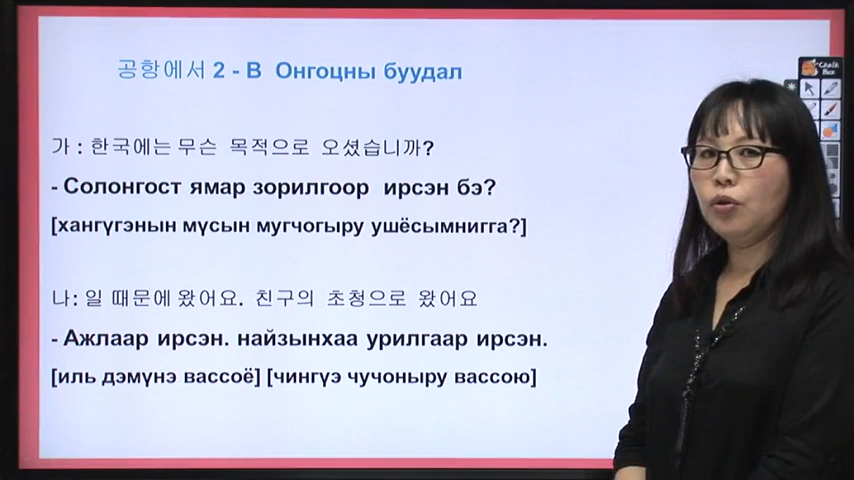 공항에서 2 - В Онгоцны буудал
가 : 한국에는 무슨 목적으로 오셨습니까?
- Солонгост ямар зорилгоор ирсэн бэ?
[хангүгэнын мүсын мугчогыру ушёсымнигга?]
나: 일 때문에 왔어요. 친구의 초청으로 왔어요
- Ажлаар ирсэн. найзынхаа урилгаар ирсэн.
[иль дэмүнэ вассоё] [чингүэ чучоныру вассою]
Chalk
Box